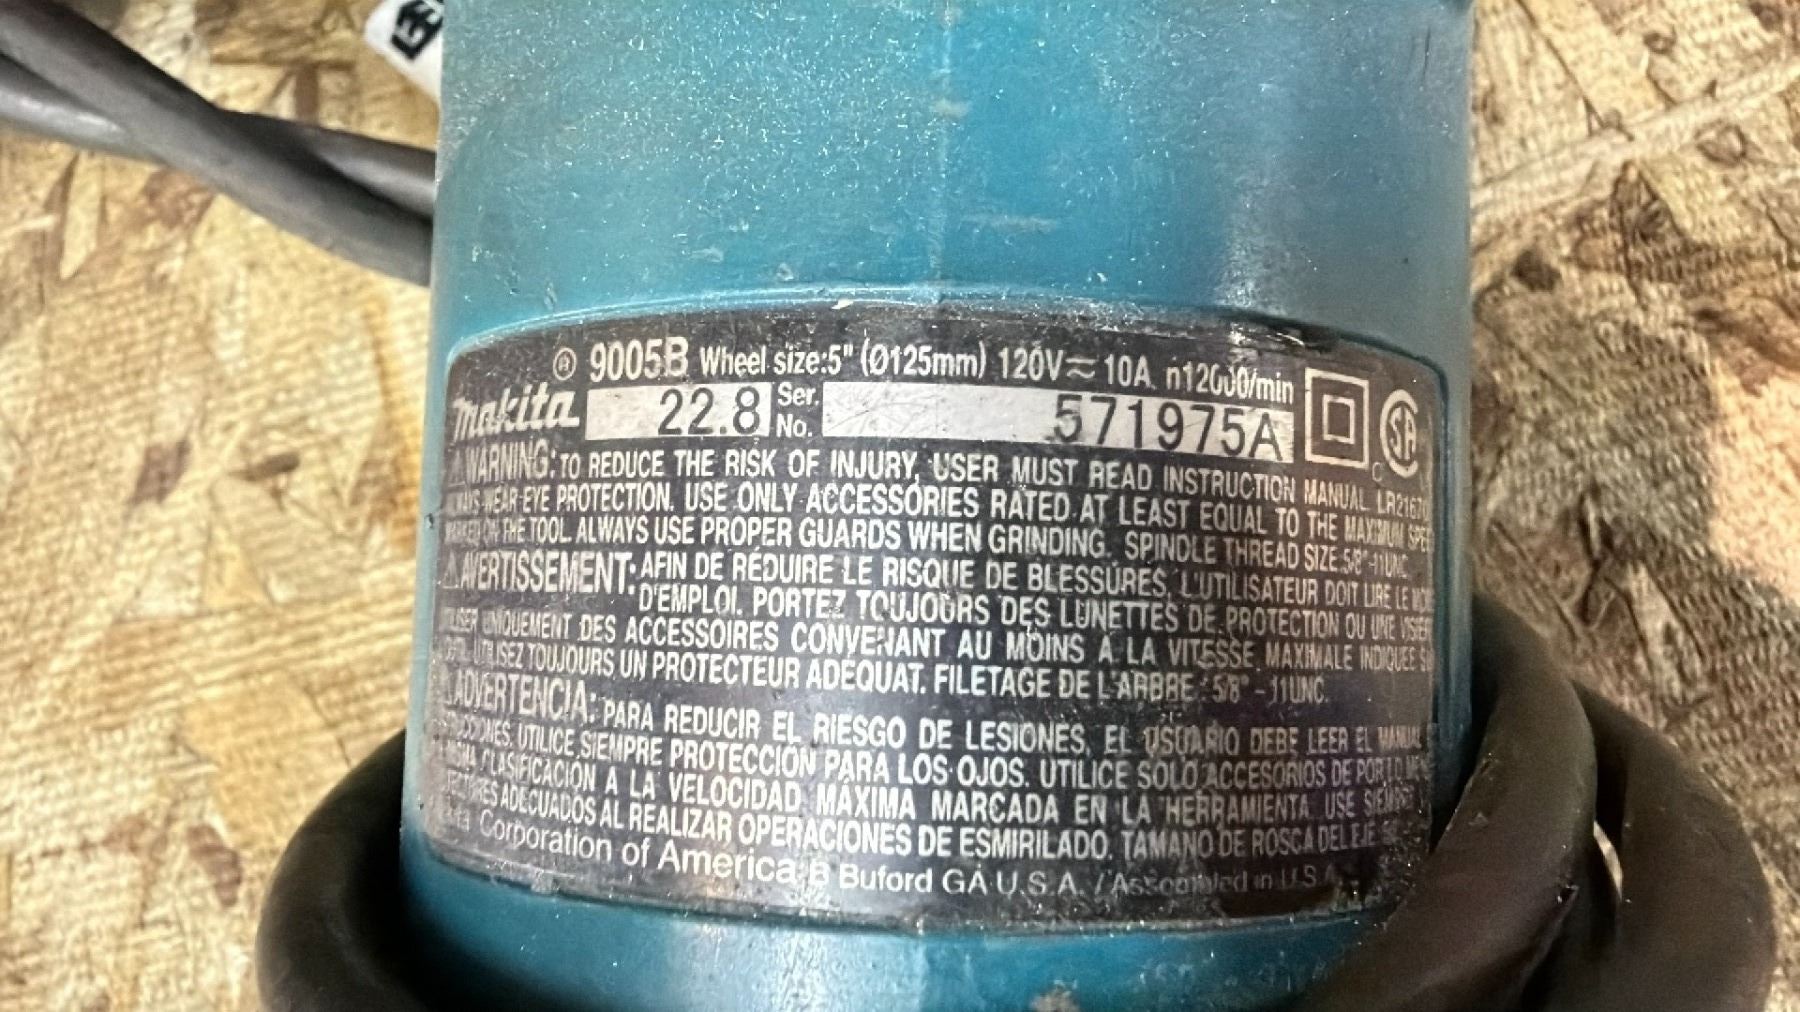 ® 9005B Wheel size:5" (Ø125mm) 120V⎓ 10A n12000/min
makita 22.8 Ser. No. 571975A
⚠WARNING: TO REDUCE THE RISK OF INJURY, USER MUST READ INSTRUCTION MANUAL.
WEAR EYE PROTECTION. USE ONLY ACCESSORIES RATED AT LEAST EQUAL TO THE MAXIMUM
MARKED ON THE TOOL. ALWAYS USE PROPER GUARDS WHEN GRINDING. SPINDLE THREAD SIZE:5/8"-11UNC
⚠AVERTISSEMENT: AFIN DE RÉDUIRE LE RISQUE DE BLESSURES, L'UTILISATEUR DOIT LIRE LE
D'EMPLOI. PORTEZ TOUJOURS DES LUNETTES DE PROTECTION OU UNE
UNIQUEMENT DES ACCESSOIRES CONVENANT AU MOINS À LA VITESSE MAXIMALE INDIQUEE
UTILISEZ TOUJOURS UN PROTECTEUR ADEQUAT. FILETAGE DE L'ARBRE : 5/8" - 11UNC.
⚠ADVERTENCIA: PARA REDUCIR EL RIESGO DE LESIONES, EL USUARIO DEBE LEER EL MANUAL
UTILICE SIEMPRE PROTECCIÓN PARA LOS OJOS. UTILICE SOLO ACCESORIOS DE POR LO
CLASIFICACIÓN A LA VELOCIDAD MÁXIMA MARCADA EN LA HERRAMIENTA. USE
ADECUADOS AL REALIZAR OPERACIONES DE ESMIRILADO. TAMANO DE ROSCA DEL EJE
Corporation of America B Buford GA U.S.A. / Assembled in U.S.A.